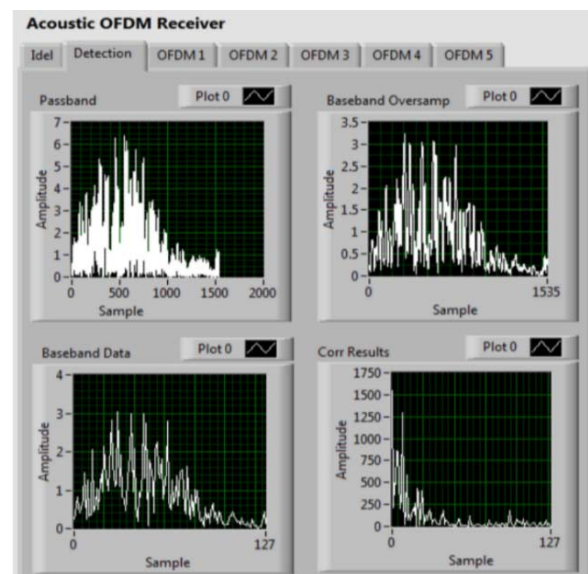 Acoustic OFDM Receiver
Idel Detection OFDM 1 OFDM 2 OFDM 3 OFDM 4 OFDM 5
Passband Plot 0
7
6
5
4
3
2
1
0
Amplitude
0 500 1000 1500 2000
Sample
Baseband Oversamp Plot 0
3.5
3
2.5
2
1.5
1
0.5
0
Amplitude
0 1535
Sample
Baseband Data Plot 0
4
3
2
1
0
Amplitude
0 127
Sample
Corr Results Plot 0
1750
1500
1250
1000
750
500
250
0
Amplitude
0 127
Sample